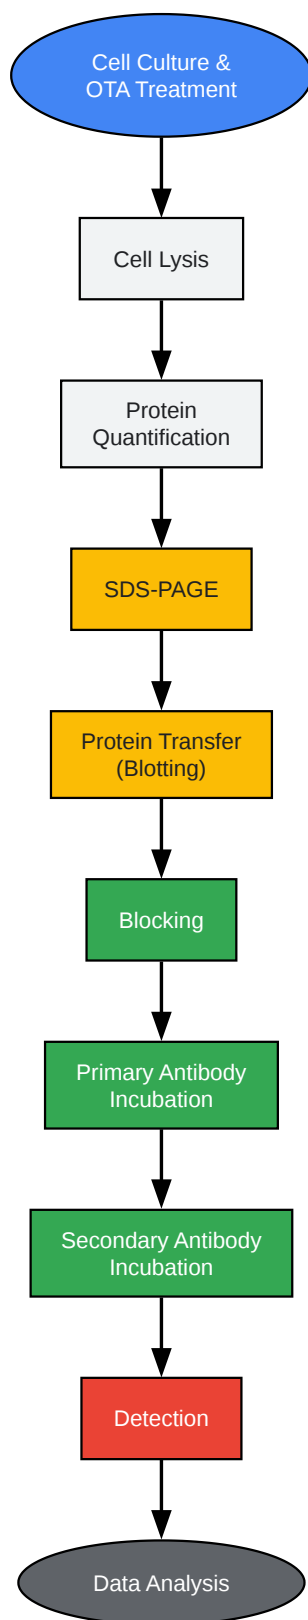 Cell Culture &
OTA Treatment
Cell Lysis
Protein
Quantification
SDS-PAGE
Protein Transfer
(Blotting)
Blocking
Primary Antibody
Incubation
Secondary Antibody
Incubation
Detection
Data Analysis